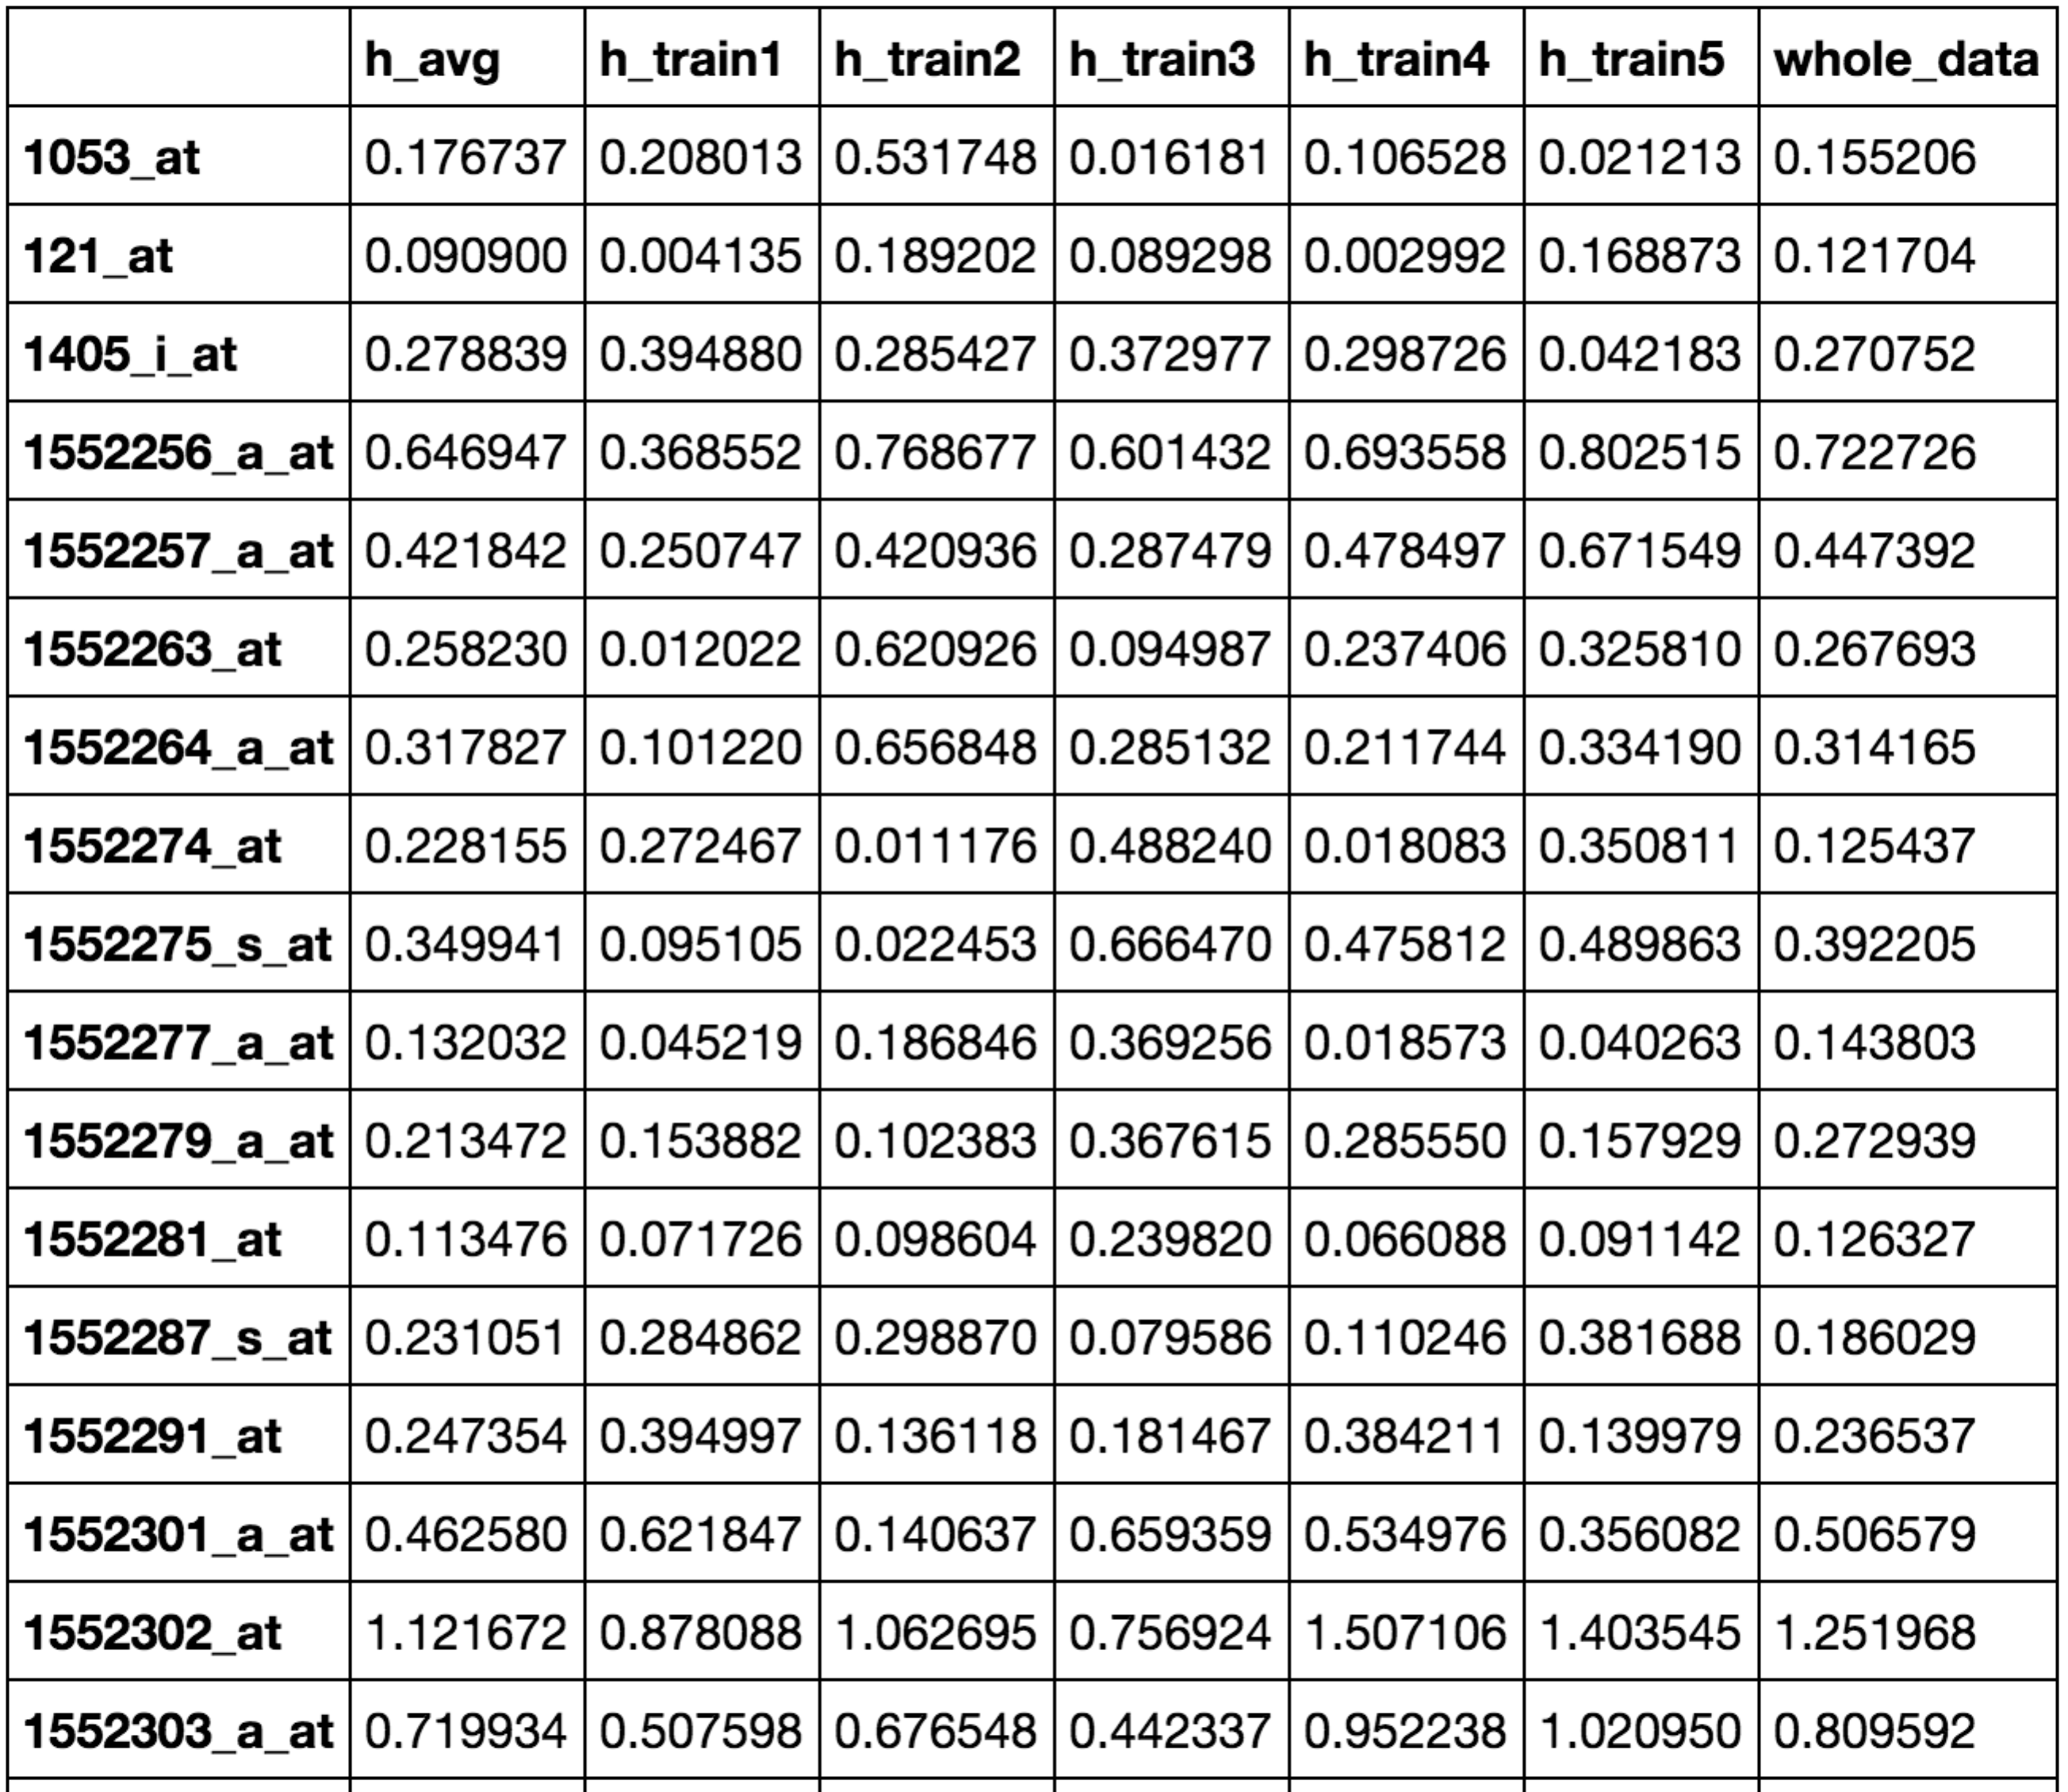 h_avg h_train1 h_train2 h_train3 h_train4 h_train5 whole_data
1053_at 0.176737 0.208013 0.531748 0.016181 0.106528 0.021213 0.155206
121_at 0.090900 0.004135 0.189202 0.089298 0.002992 0.168873 0.121704
1405_i_at 0.278839 0.394880 0.285427 0.372977 0.298726 0.042183 0.270752
1552256_a_at 0.646947 0.368552 0.768677 0.601432 0.693558 0.802515 0.722726
1552257_a_at 0.421842 0.250747 0.420936 0.287479 0.478497 0.671549 0.447392
1552263_at 0.258230 0.012022 0.620926 0.094987 0.237406 0.325810 0.267693
1552264_a_at 0.317827 0.101220 0.656848 0.285132 0.211744 0.334190 0.314165
1552274_at 0.228155 0.272467 0.011176 0.488240 0.018083 0.350811 0.125437
1552275_s_at 0.349941 0.095105 0.022453 0.666470 0.475812 0.489863 0.392205
1552277_a_at 0.132032 0.045219 0.186846 0.369256 0.018573 0.040263 0.143803
1552279_a_at 0.213472 0.153882 0.102383 0.367615 0.285550 0.157929 0.272939
1552281_at 0.113476 0.071726 0.098604 0.239820 0.066088 0.091142 0.126327
1552287_s_at 0.231051 0.284862 0.298870 0.079586 0.110246 0.381688 0.186029
1552291_at 0.247354 0.394997 0.136118 0.181467 0.384211 0.139979 0.236537
1552301_a_at 0.462580 0.621847 0.140637 0.659359 0.534976 0.356082 0.506579
1552302_at 1.121672 0.878088 1.062695 0.756924 1.507106 1.403545 1.251968
1552303_a_at 0.719934 0.507598 0.676548 0.442337 0.952238 1.020950 0.809592